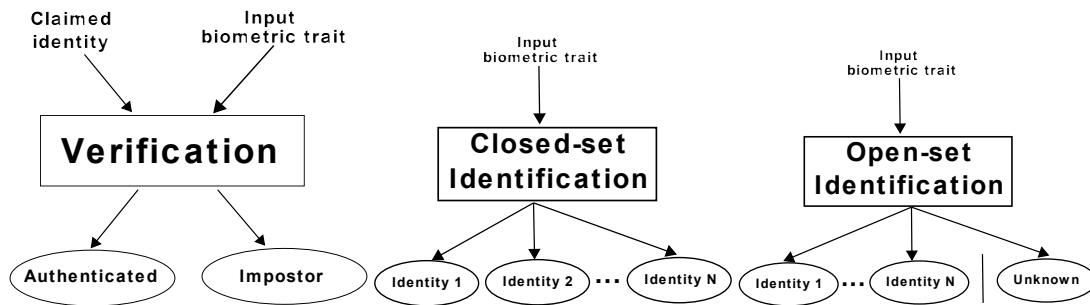 Claimed
identity
Input
biometric trait
Verification
Authenticated
Impostor
Input
biometric trait
Closed-set
Identification
Identity 1
Identity 2
...
Identity N
Input
biometric trait
Open-set
Identification
Identity 1
...
Identity N
Unknown